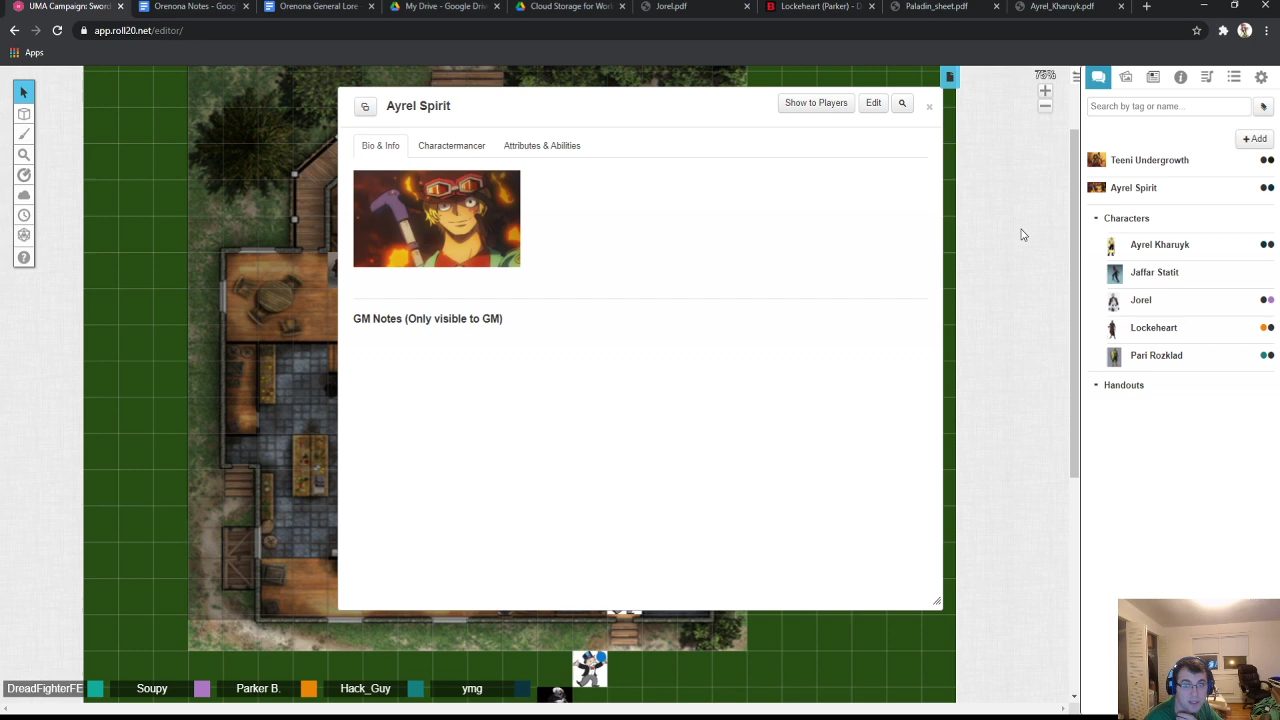 UMA Campaign: Sword
Orenona Notes - Goog
Orenona General Lore
My Drive - Google Driv
Cloud Storage for Work
Jorel.pdf
Lockeheart (Parker) - D
Paladin_sheet.pdf
Ayrel_Kharuyk.pdf
app.roll20.net/editor/
Apps
75%
Ayrel Spirit
Show to Players
Edit
Search by tag or name...
Bio & Info
Charactermancer
Attributes & Abilities
+ Add
Teeni Undergrowth
Ayrel Spirit
Characters
Ayrel Kharuyk
Jaffar Statit
Jorel
Lockeheart
Pari Rozklad
Handouts
GM Notes (Only visible to GM)
DreadFighterFE
Soupy
Parker B.
Hack_Guy
ymg